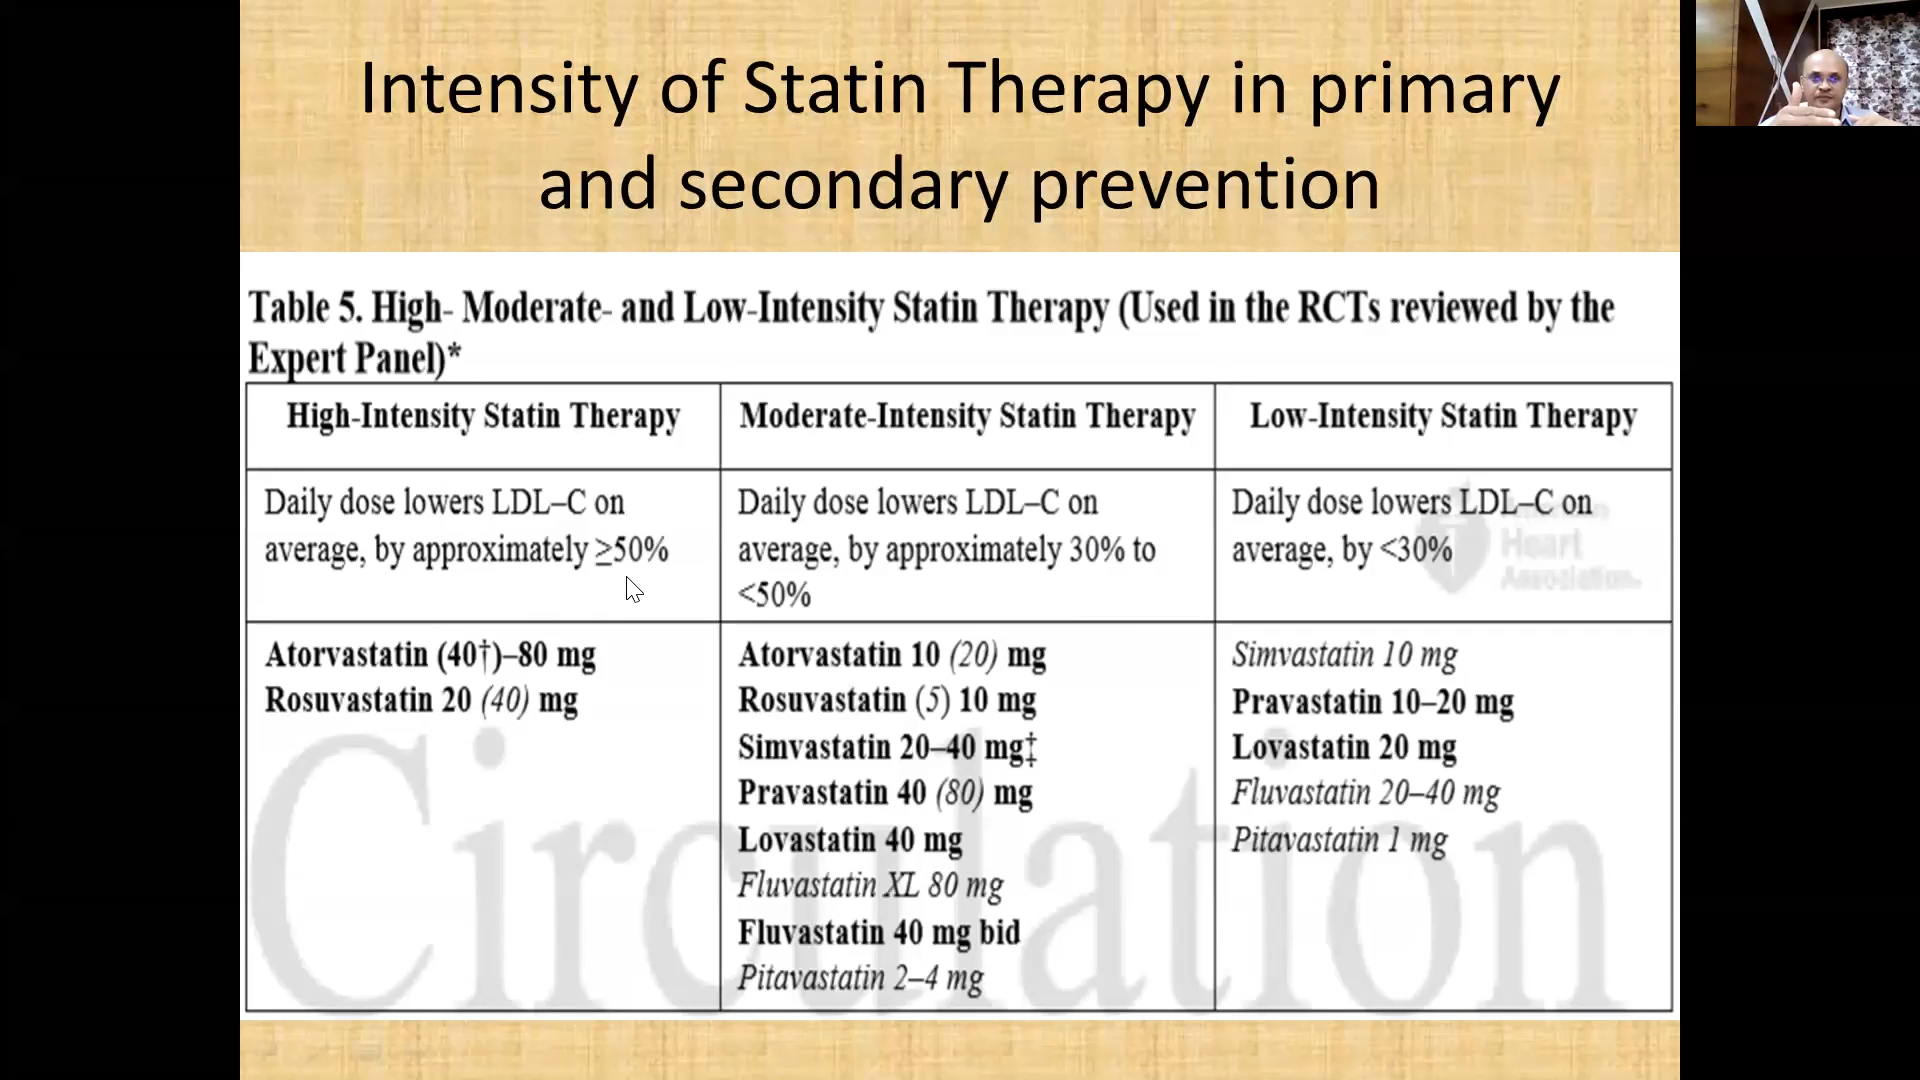 Intensity of Statin Therapy in primary
and secondary prevention
Table 5. High- Moderate- and Low-Intensity Statin Therapy (Used in the RCTs reviewed by the
Expert Panel)*
High-Intensity Statin Therapy
Moderate-Intensity Statin Therapy
Low-Intensity Statin Therapy
Daily dose lowers LDL–C on
average, by approximately ≥50%
Daily dose lowers LDL–C on
average, by approximately 30% to
<50%
Daily dose lowers LDL–C on
average, by <30%
American
Heart
Association
Atorvastatin (40†)–80 mg
Rosuvastatin 20 (40) mg
Atorvastatin 10 (20) mg
Rosuvastatin (5) 10 mg
Simvastatin 20–40 mg‡
Pravastatin 40 (80) mg
Lovastatin 40 mg
Fluvastatin XL 80 mg
Fluvastatin 40 mg bid
Pitavastatin 2–4 mg
Simvastatin 10 mg
Pravastatin 10–20 mg
Lovastatin 20 mg
Fluvastatin 20–40 mg
Pitavastatin 1 mg
Circulation